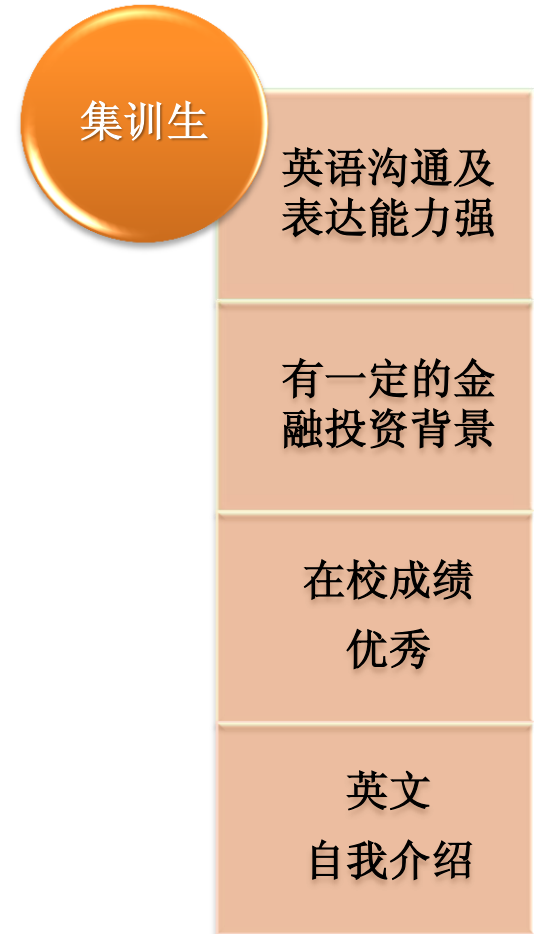 集训生
英语沟通及
表达能力强
有一定的金
融投资背景
在校成绩
优秀
英文
自我介绍